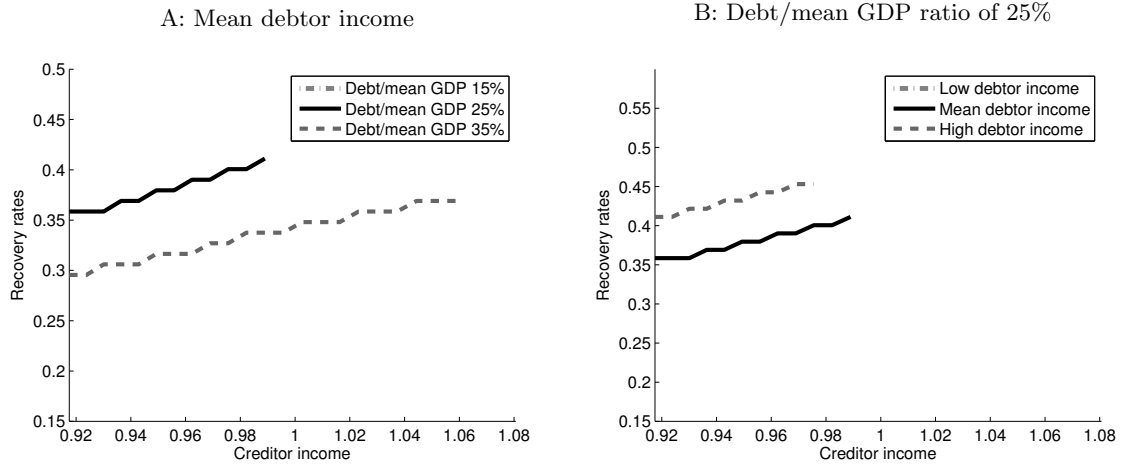 A: Mean debtor income
0.5
0.45
0.4
0.35
0.3
0.25
0.2
0.15
Recovery rates
Debt/mean GDP 15%
Debt/mean GDP 25%
Debt/mean GDP 35%
0.92 0.94 0.96 0.98 1 1.02 1.04 1.06 1.08
Creditor income
B: Debt/mean GDP ratio of 25%
0.55
0.5
0.45
0.4
0.35
0.3
0.25
0.2
0.15
Recovery rates
Low debtor income
Mean debtor income
High debtor income
0.92 0.94 0.96 0.98 1 1.02 1.04 1.06 1.08
Creditor income